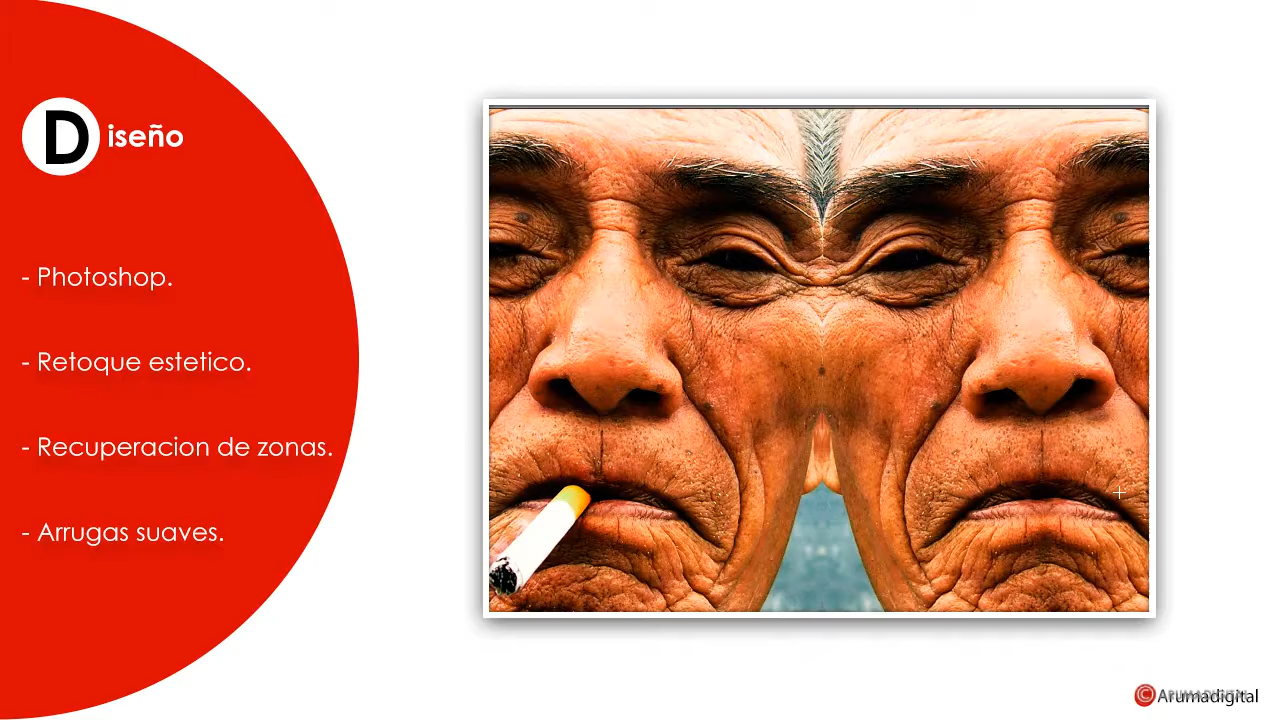 Diseño
- Photoshop.
- Retoque estetico.
- Recuperacion de zonas.
- Arrugas suaves.
© Arumadigital